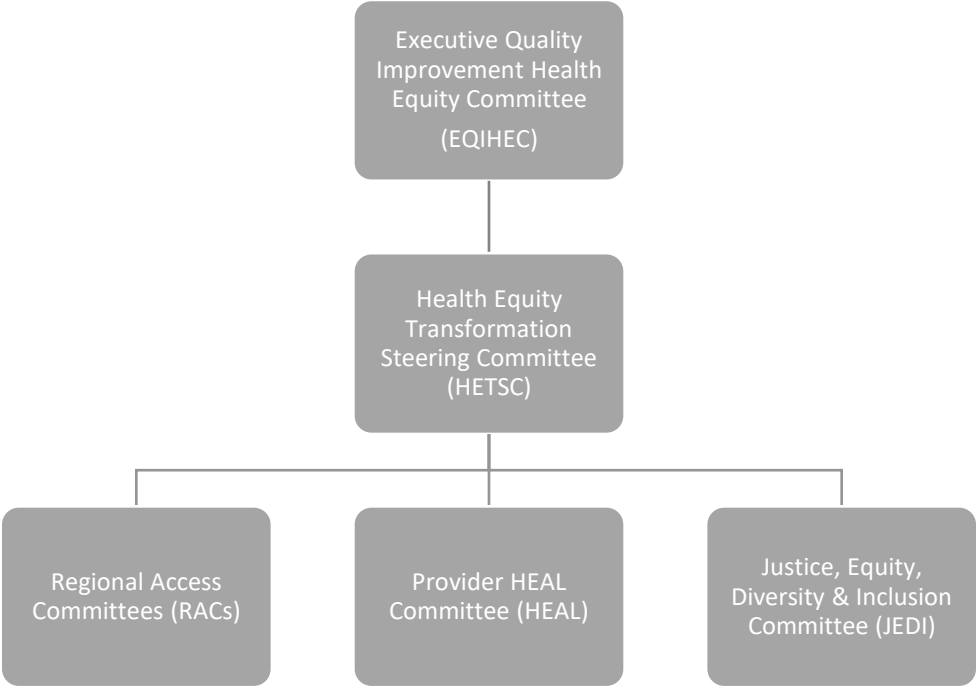 Executive Quality
Improvement Health
Equity Committee
(EQIHEC)
Health Equity
Transformation
Steering Committee
(HETSC)
Regional Access
Committees (RACs)
Provider HEAL
Committee (HEAL)
Justice, Equity,
Diversity & Inclusion
Committee (JEDI)